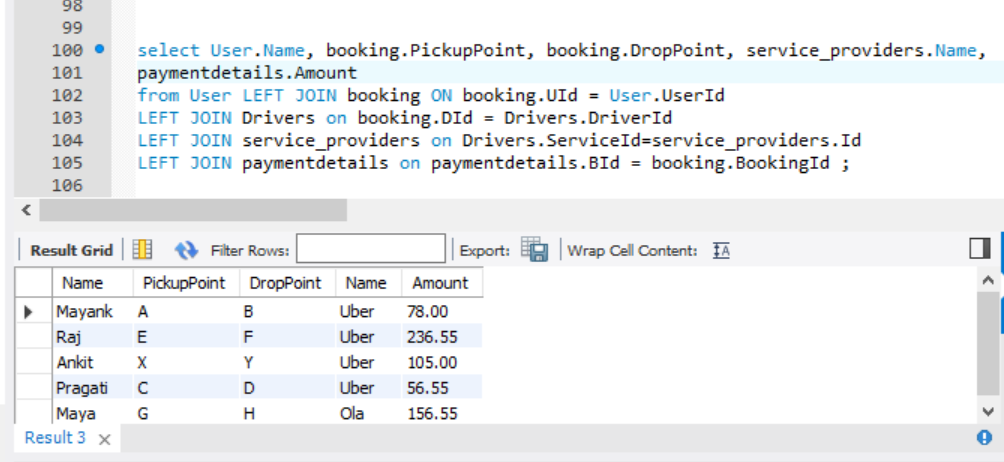 98
99
100 select User.Name, booking.PickupPoint, booking.DropPoint, service_providers.Name,
101 paymentdetails.Amount
102 from User LEFT JOIN booking ON booking.UId = User.UserId
103 LEFT JOIN Drivers on booking.DId = Drivers.DriverId
104 LEFT JOIN service_providers on Drivers.ServiceId=service_providers.Id
105 LEFT JOIN paymentdetails on paymentdetails.BId = booking.BookingId ;
106
Result Grid Filter Rows: Export: Wrap Cell Content: IA
Name PickupPoint DropPoint Name Amount
Mayank A B Uber 78.00
Raj E F Uber 236.55
Ankit X Y Uber 105.00
Pragati C D Uber 56.55
Maya G H Ola 156.55
Result 3